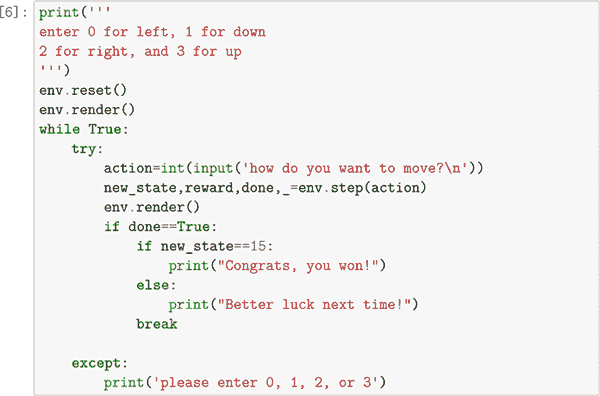 [6]: print('''
enter 0 for left, 1 for down
2 for right, and 3 for up
''')
env.reset()
env.render()
while True:
    try:
        action=int(input('how do you want to move?\n'))
        new_state,reward,done,_=env.step(action)
        env.render()
        if done==True:
            if new_state==15:
                print("Congrats, you won!")
            else:
                print("Better luck next time!")
            break
    except:
        print('please enter 0, 1, 2, or 3')